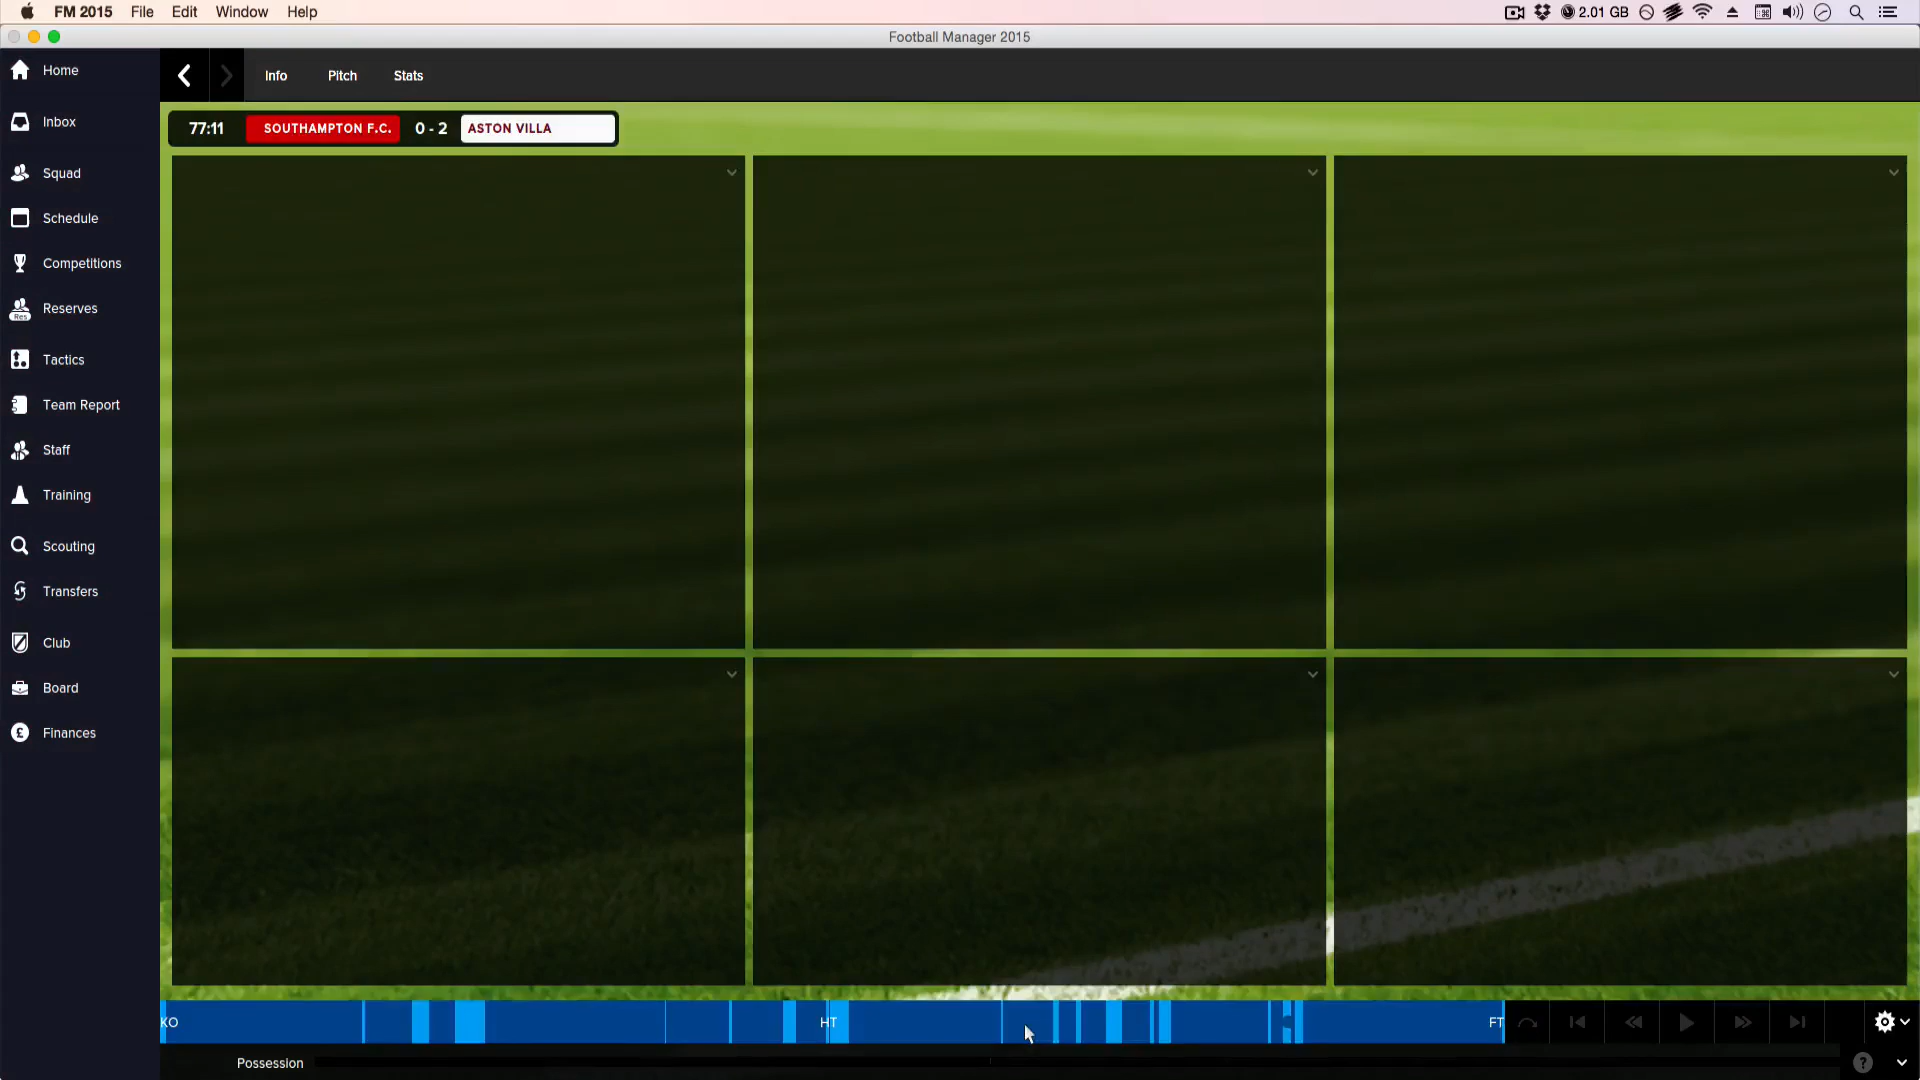 FM 2015 File Edit Window Help 2.01 GB
Football Manager 2015
Home
Info Pitch Stats
Inbox
77:11 SOUTHAMPTON F.C. 0 - 2 ASTON VILLA
Squad
Schedule
Competitions
Reserves
Res
Tactics
Team Report
Staff
Training
Scouting
Transfers
Club
Board
£ Finances
KO HT FT
Possession ?